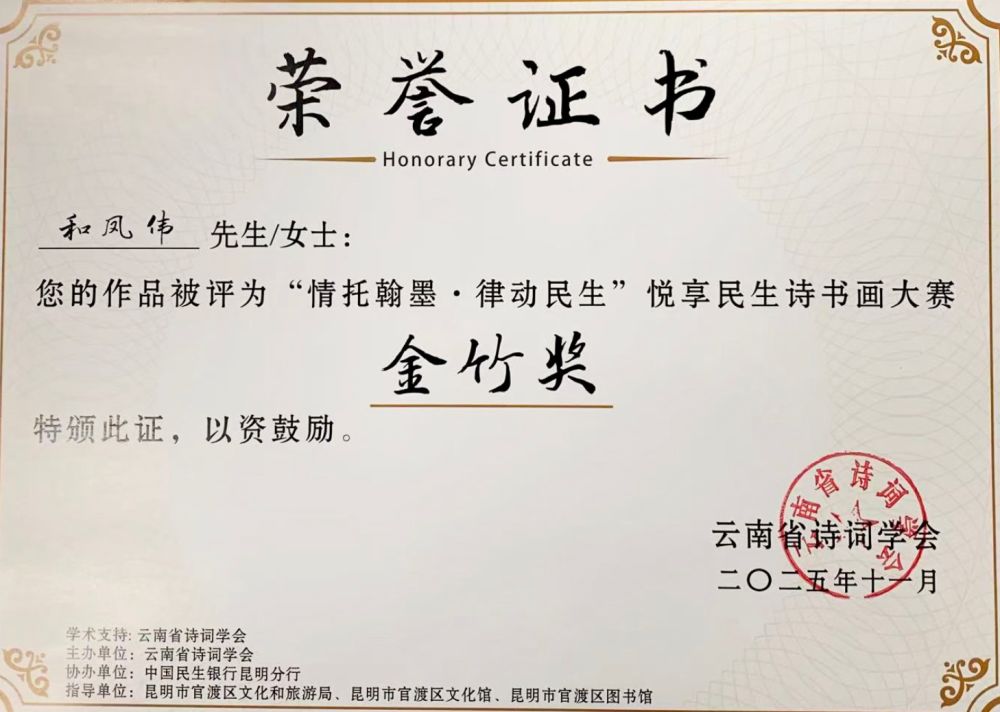 荣誉证书
Honorary Certificate
和凤伟 先生/女士：
您的作品被评为“情托翰墨·律动民生”悦享民生诗书画大赛
金竹奖
特颁此证，以资鼓励。
云南省诗词学会
云南省诗词学会
二〇二五年十一月
学术支持: 云南省诗词学会
主办单位：云南省诗词学会
协办单位：中国民生银行昆明分行
指导单位：昆明市官渡区文化和旅游局、昆明市官渡区文化馆、昆明市官渡区图书馆